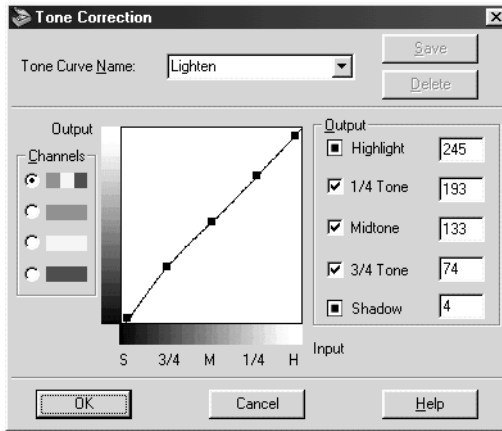 Tone Correction
Tone Curve Name:
Lighten
Save
Delete
Output
Channels
Output
Highlight 245
1/4 Tone 193
Midtone 133
3/4 Tone 74
Shadow 4
S 3/4 M 1/4 H
Input
OK
Cancel
Help